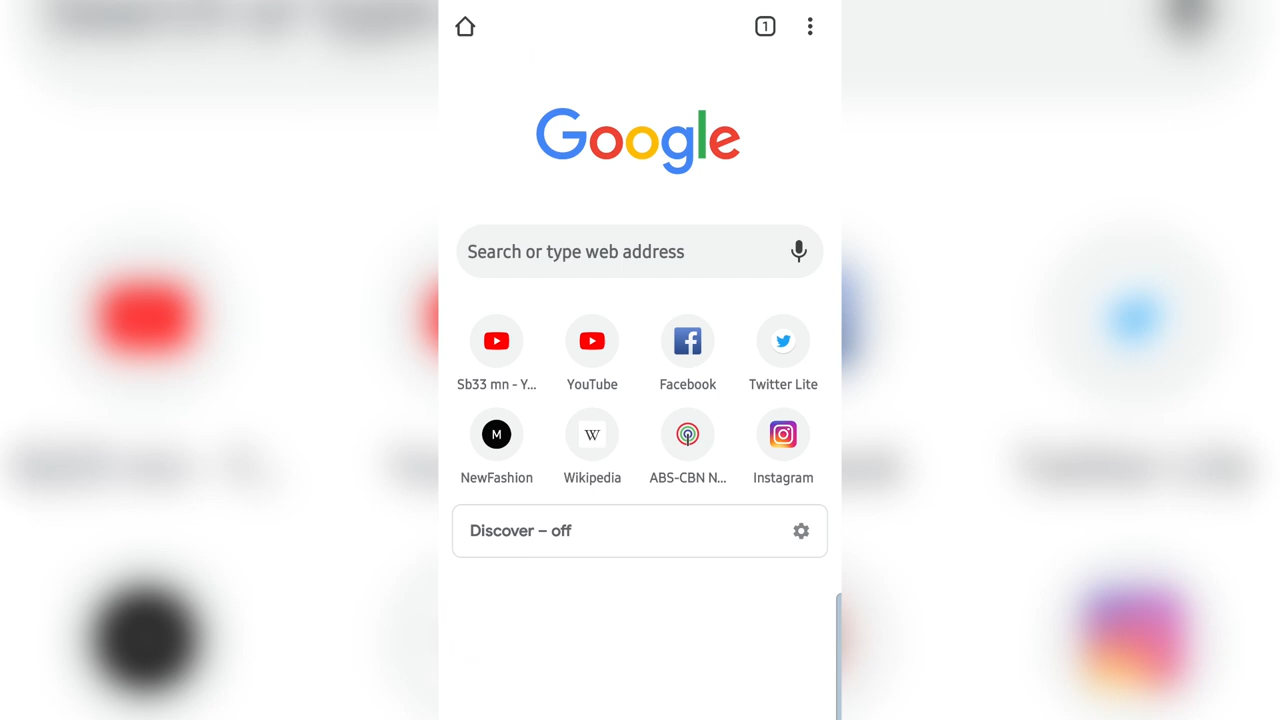 1
Google
Search or type web address
Sb33 mn - Y...
YouTube
Facebook
Twitter Lite
M
NewFashion
W
Wikipedia
ABS-CBN N...
Instagram
Discover – off